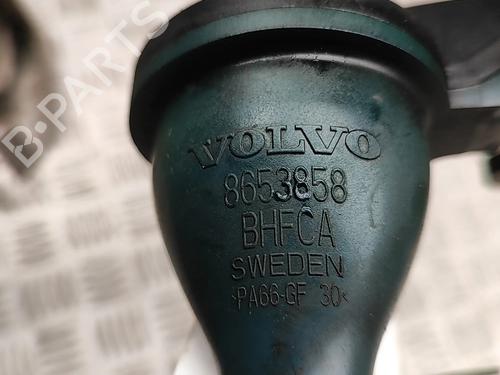 VOLVO
8653858
BHFCA
SWEDEN
>PA66-GF 30<
B-PARTS